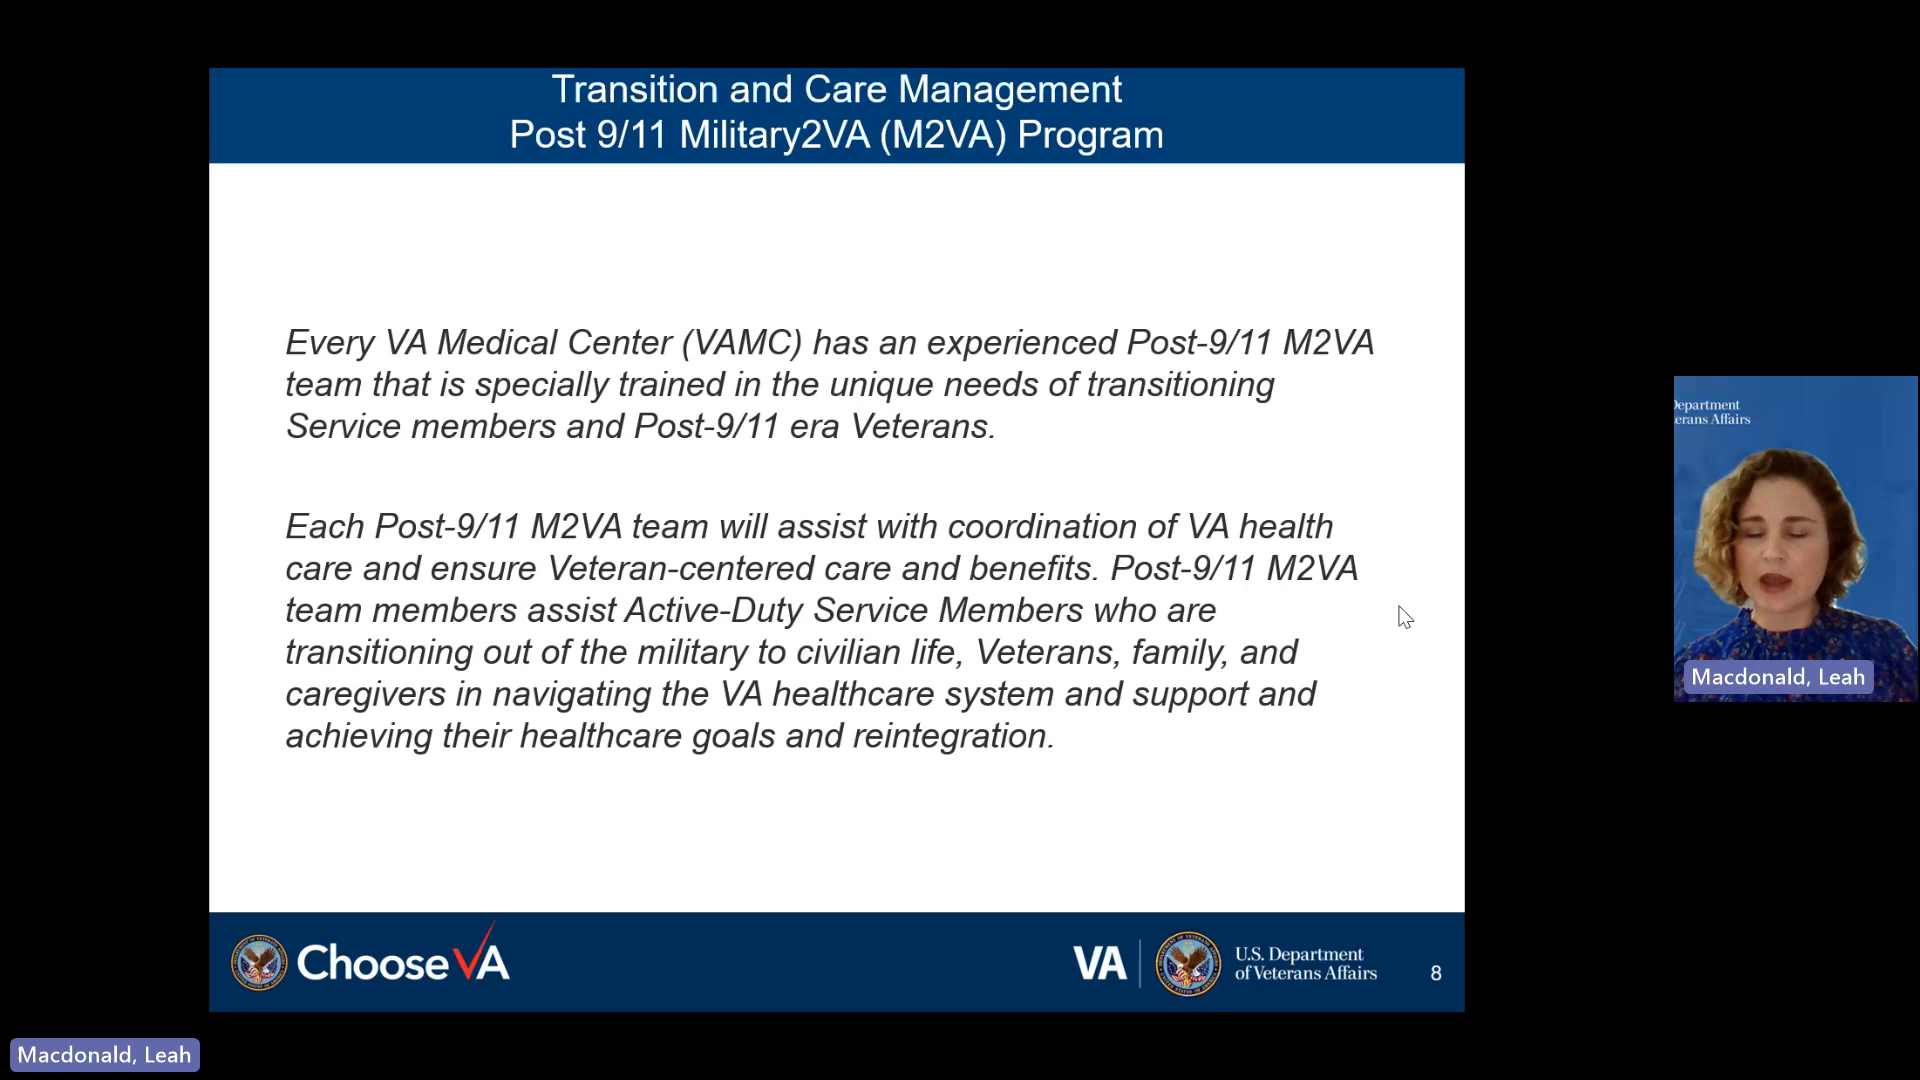 Transition and Care Management
Post 9/11 Military2VA (M2VA) Program
Every VA Medical Center (VAMC) has an experienced Post-9/11 M2VA
team that is specially trained in the unique needs of transitioning
Service members and Post-9/11 era Veterans.
Each Post-9/11 M2VA team will assist with coordination of VA health
care and ensure Veteran-centered care and benefits. Post-9/11 M2VA
team members assist Active-Duty Service Members who are
transitioning out of the military to civilian life, Veterans, family, and
caregivers in navigating the VA healthcare system and support and
achieving their healthcare goals and reintegration.
epartment
erans Affairs
Macdonald, Leah
Choose VA
VA
U.S. Department
of Veterans Affairs
8
Macdonald, Leah